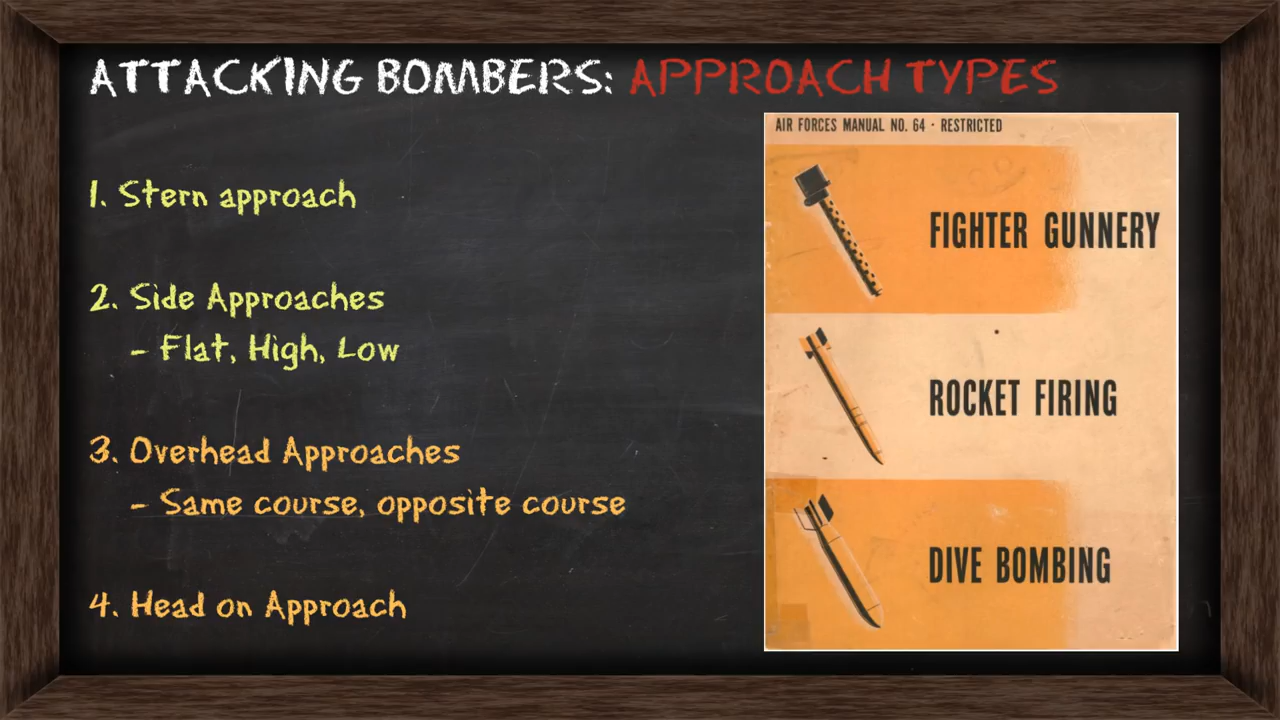 ATTACKING BOMBERS: APPROACH TYPES
1. Stern approach
2. Side Approaches
- Flat, High, Low
3. Overhead Approaches
- Same course, opposite course
4. Head on Approach
AIR FORCES MANUAL NO. 64 · RESTRICTED
FIGHTER GUNNERY
ROCKET FIRING
DIVE BOMBING